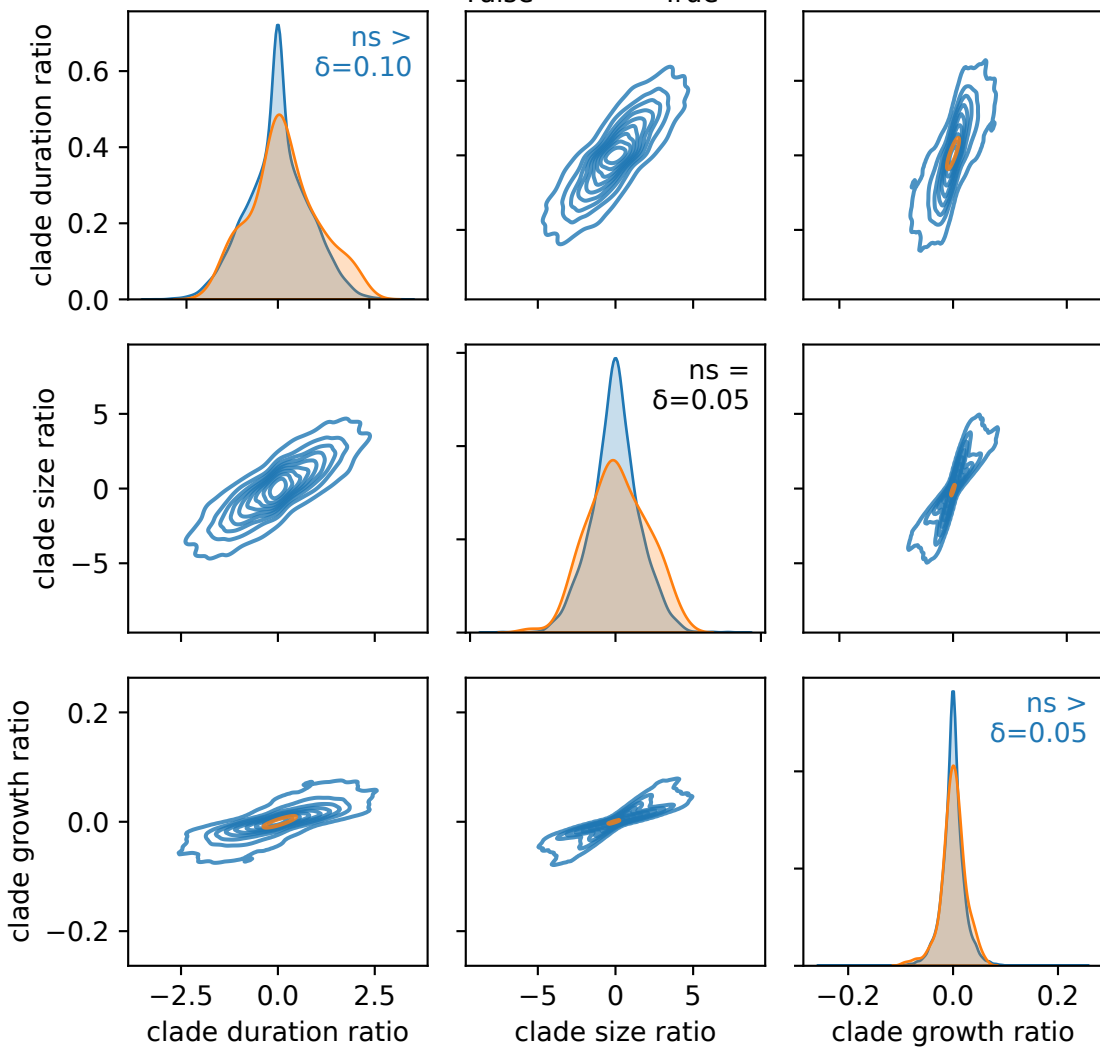 True
clade duration ratio
0.6
0.4
0.2
0.0
ns >
δ=0.10
clade size ratio
5
0
−5
ns =
δ=0.05
clade growth ratio
0.2
0.0
−0.2
ns >
δ=0.05
−2.5 0.0 2.5
−5 0 5
−0.2 0.0 0.2
clade duration ratio
clade size ratio
clade growth ratio